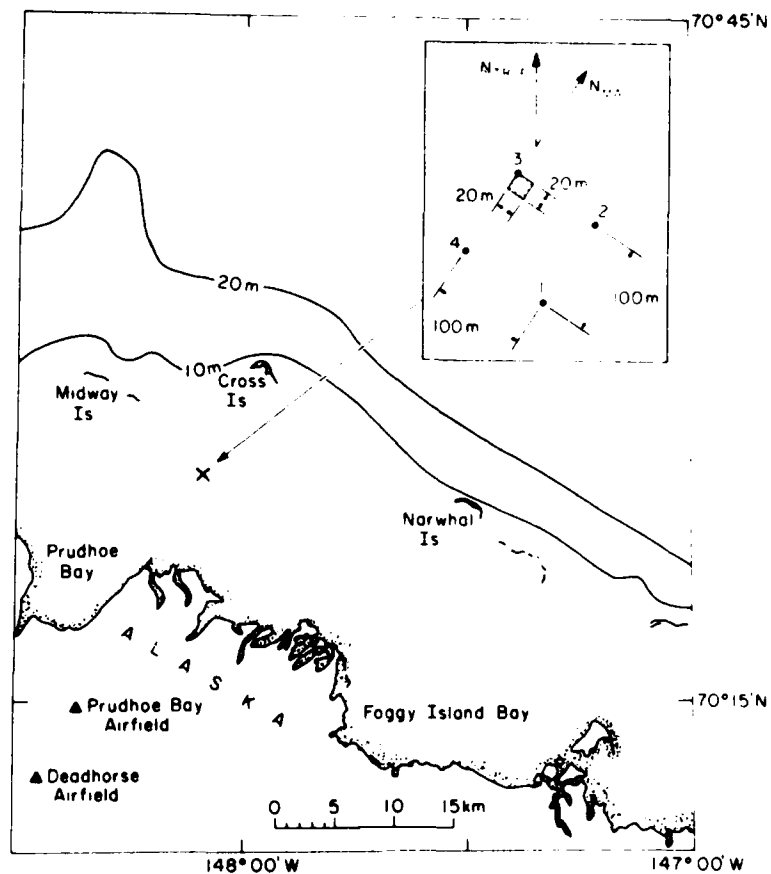 70°45'N
N
N
3
20m
20m
2
4
100m
100m
20m
10m
Midway
Is
Cross
Is
Narwhal
Is
Prudhoe
Bay
ALASKA
Prudhoe Bay
Airfield
Foggy Island Bay
70°15'N
Deadhorse
Airfield
0 5 10 15km
148°00'W
147°00'W